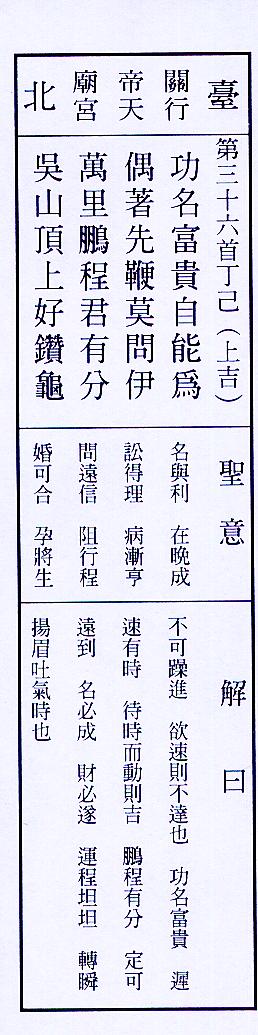 臺
關行
帝天
廟宮
北
第三十六首丁己(上吉)
功名富貴自能為
偶著先鞭莫問伊
萬里鵬程君有分
吳山頂上好鑽龜
聖意
名與利 在晚成
訟得理 病漸亨
問遠信 阻行程
婚可合 孕將生
解曰
不可躁進 欲速則不達也 功名富貴 遲
速有時 待時而動則吉 鵬程有分 定可
遠到 名必成 財必遂 運程坦坦 轉瞬
揚眉吐氣時也